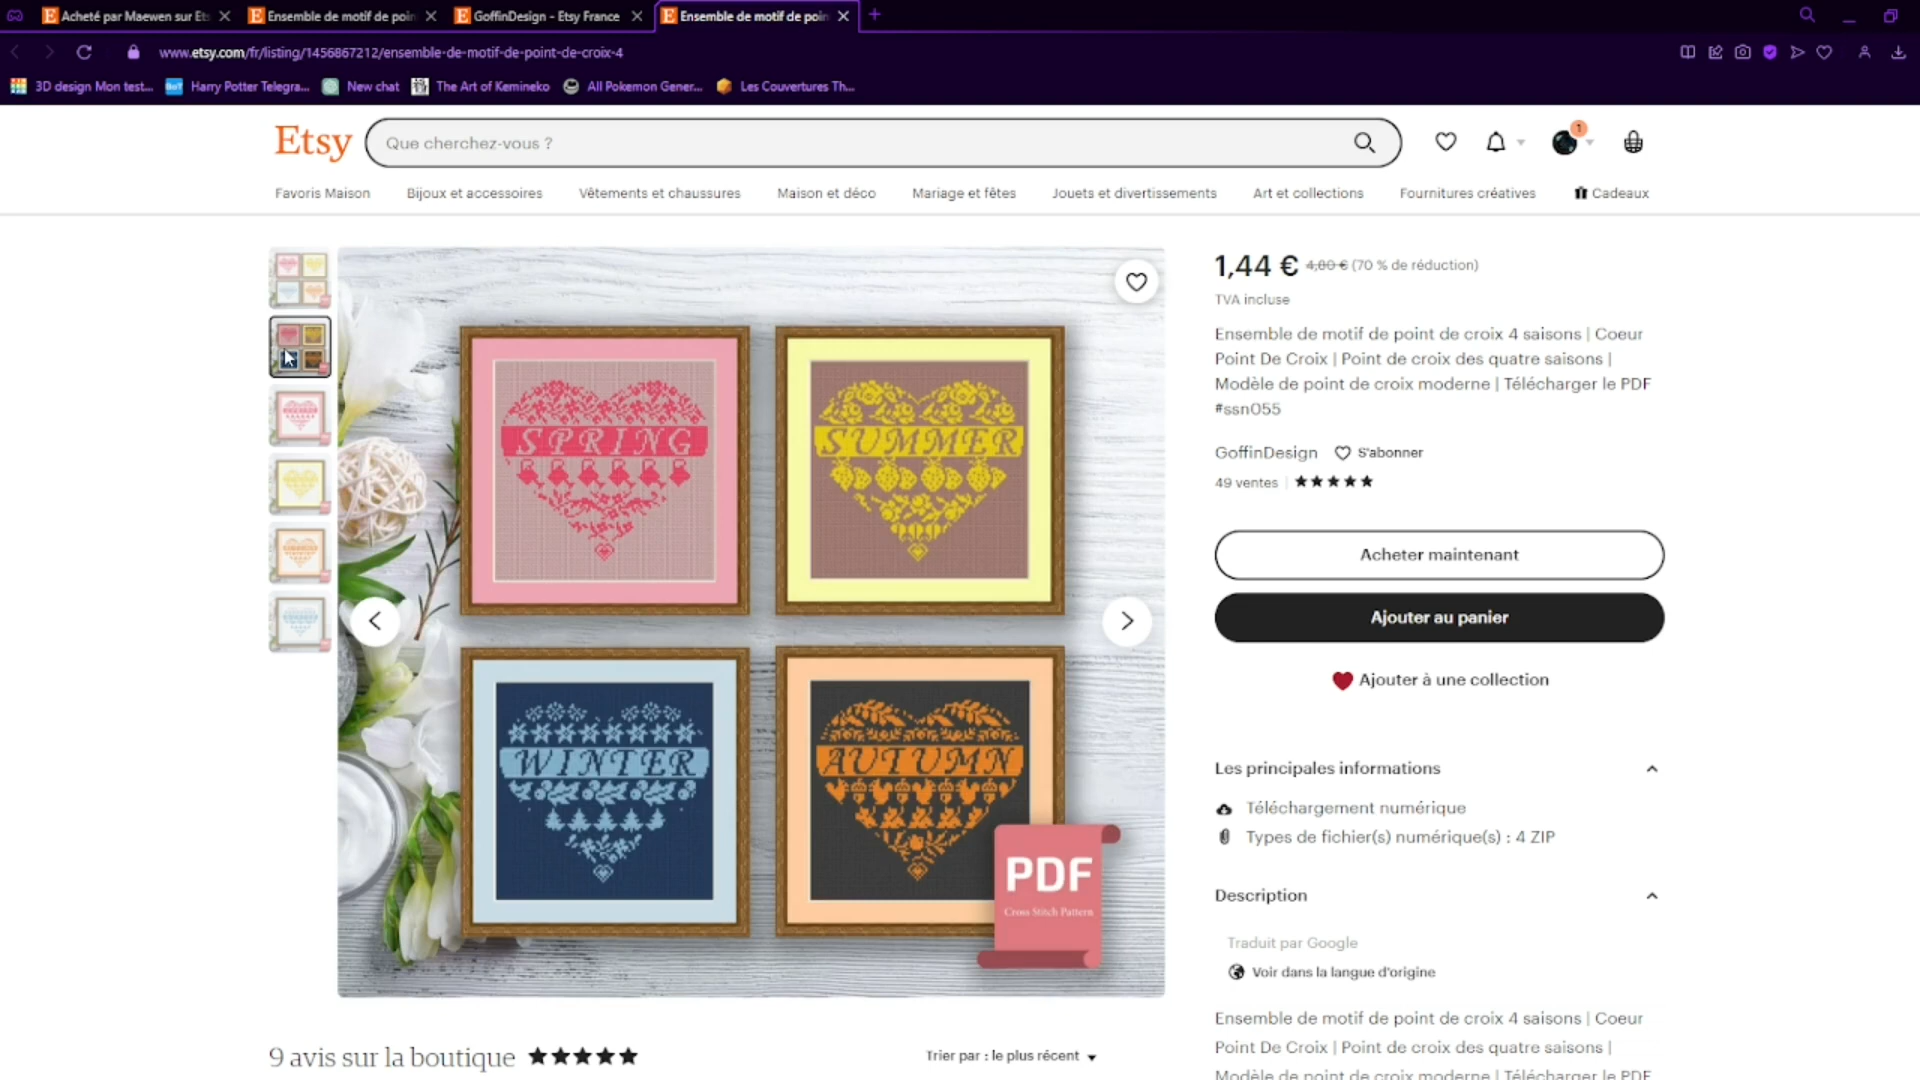 Acheté par Maewen sur Ets
Ensemble de motif de poin
GoffinDesign - Etsy France
Ensemble de motif de poin
www.etsy.com/fr/listing/1456867212/ensemble-de-motif-de-point-de-croix-4
3D design Mon test...
Harry Potter Telegra...
New chat
The Art of Kemineko
All Pokemon Gener...
Les Couvertures Th...
Etsy
Que cherchez-vous ?
1
Favoris Maison
Bijoux et accessoires
Vêtements et chaussures
Maison et déco
Mariage et fêtes
Jouets et divertissements
Art et collections
Fournitures créatives
Cadeaux
SPRING
SUMMER
WINTER
AUTUMN
PDF
Cross Stitch Pattern
1,44 € 4,80 € (70 % de réduction)
TVA incluse
Ensemble de motif de point de croix 4 saisons | Coeur
Point De Croix | Point de croix des quatre saisons |
Modèle de point de croix moderne | Télécharger le PDF
#ssn055
GoffinDesign S'abonner
49 ventes
Acheter maintenant
Ajouter au panier
Ajouter à une collection
Les principales informations
Téléchargement numérique
Types de fichier(s) numérique(s) : 4 ZIP
Description
Traduit par Google
Voir dans la langue d'origine
Ensemble de motif de point de croix 4 saisons | Coeur
Point De Croix | Point de croix des quatre saisons |
Modèle de point de croix moderne | Télécharger le PDF
9 avis sur la boutique
Trier par : le plus récent